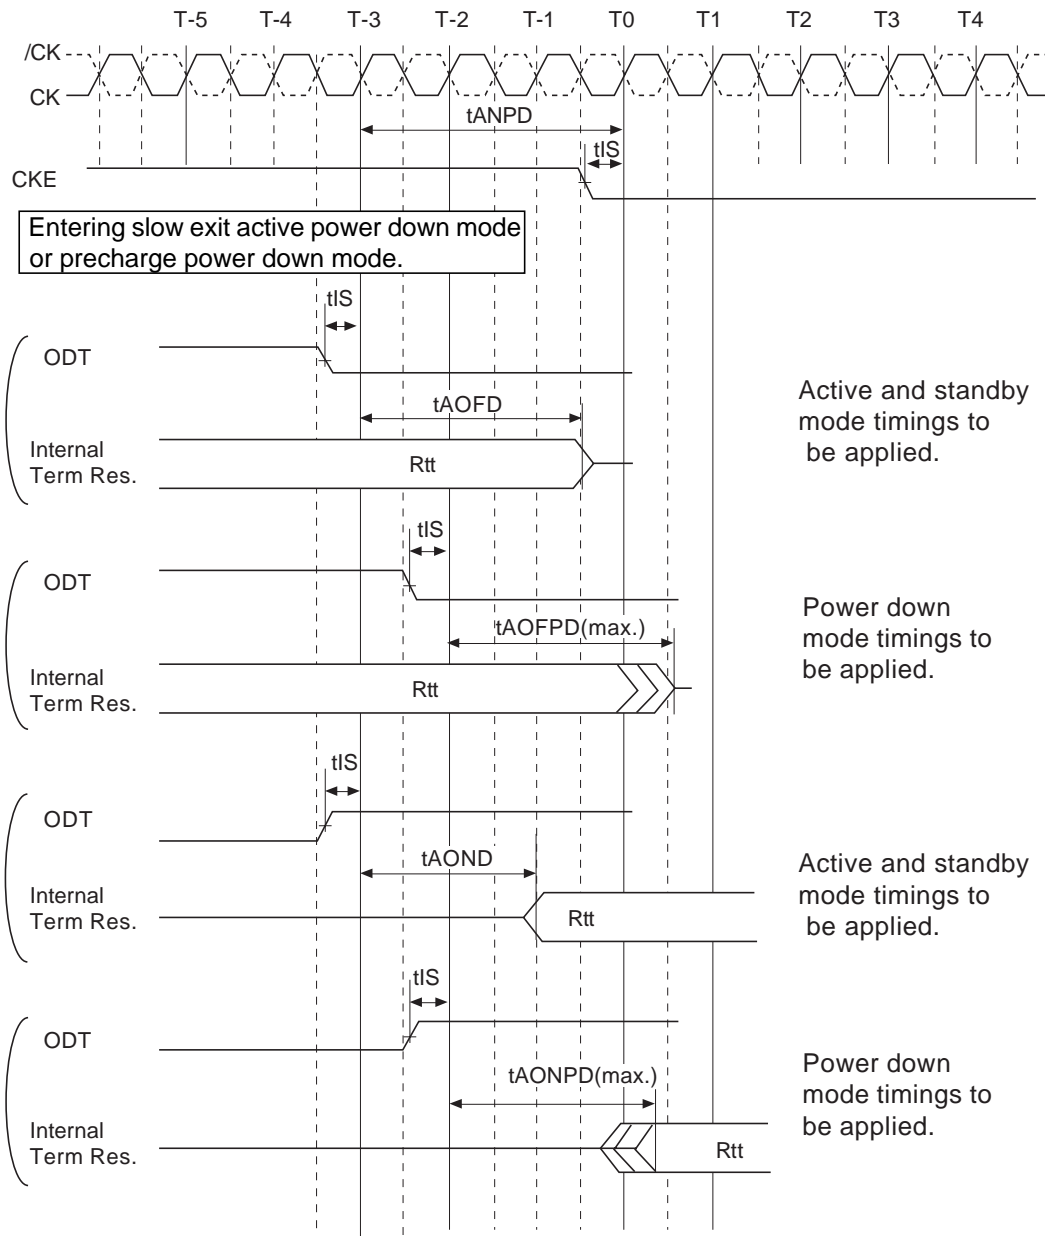 T-5 T-4 T-3 T-2 T-1 T0 T1 T2 T3 T4
/CK
CK
tANPD
tIS
CKE
Entering slow exit active power down mode
or precharge power down mode.
tIS
ODT
tAOFD
Internal
Term Res.
Rtt
Active and standby
mode timings to
be applied.
tIS
ODT
tAOFPD(max.)
Internal
Term Res.
Rtt
Power down
mode timings to
be applied.
tIS
ODT
tAOND
Internal
Term Res.
Rtt
Active and standby
mode timings to
be applied.
tIS
ODT
tAONPD(max.)
Internal
Term Res.
Rtt
Power down
mode timings to
be applied.